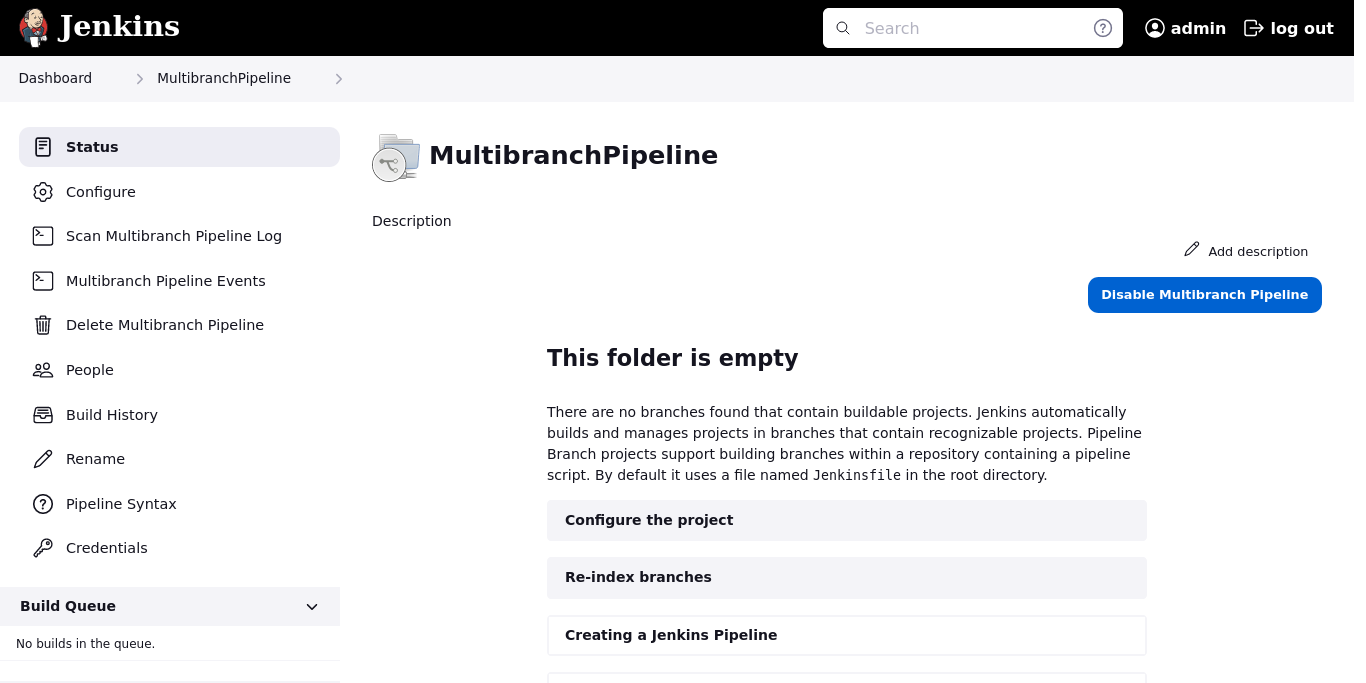 Jenkins
Search
admin
log out
Dashboard
MultibranchPipeline
Status
Configure
Scan Multibranch Pipeline Log
Multibranch Pipeline Events
Delete Multibranch Pipeline
People
Build History
Rename
Pipeline Syntax
Credentials
Build Queue
No builds in the queue.
MultibranchPipeline
Description
Add description
Disable Multibranch Pipeline
This folder is empty
There are no branches found that contain buildable projects. Jenkins automatically
builds and manages projects in branches that contain recognizable projects. Pipeline
Branch projects support building branches within a repository containing a pipeline
script. By default it uses a file named Jenkinsfile in the root directory.
Configure the project
Re-index branches
Creating a Jenkins Pipeline